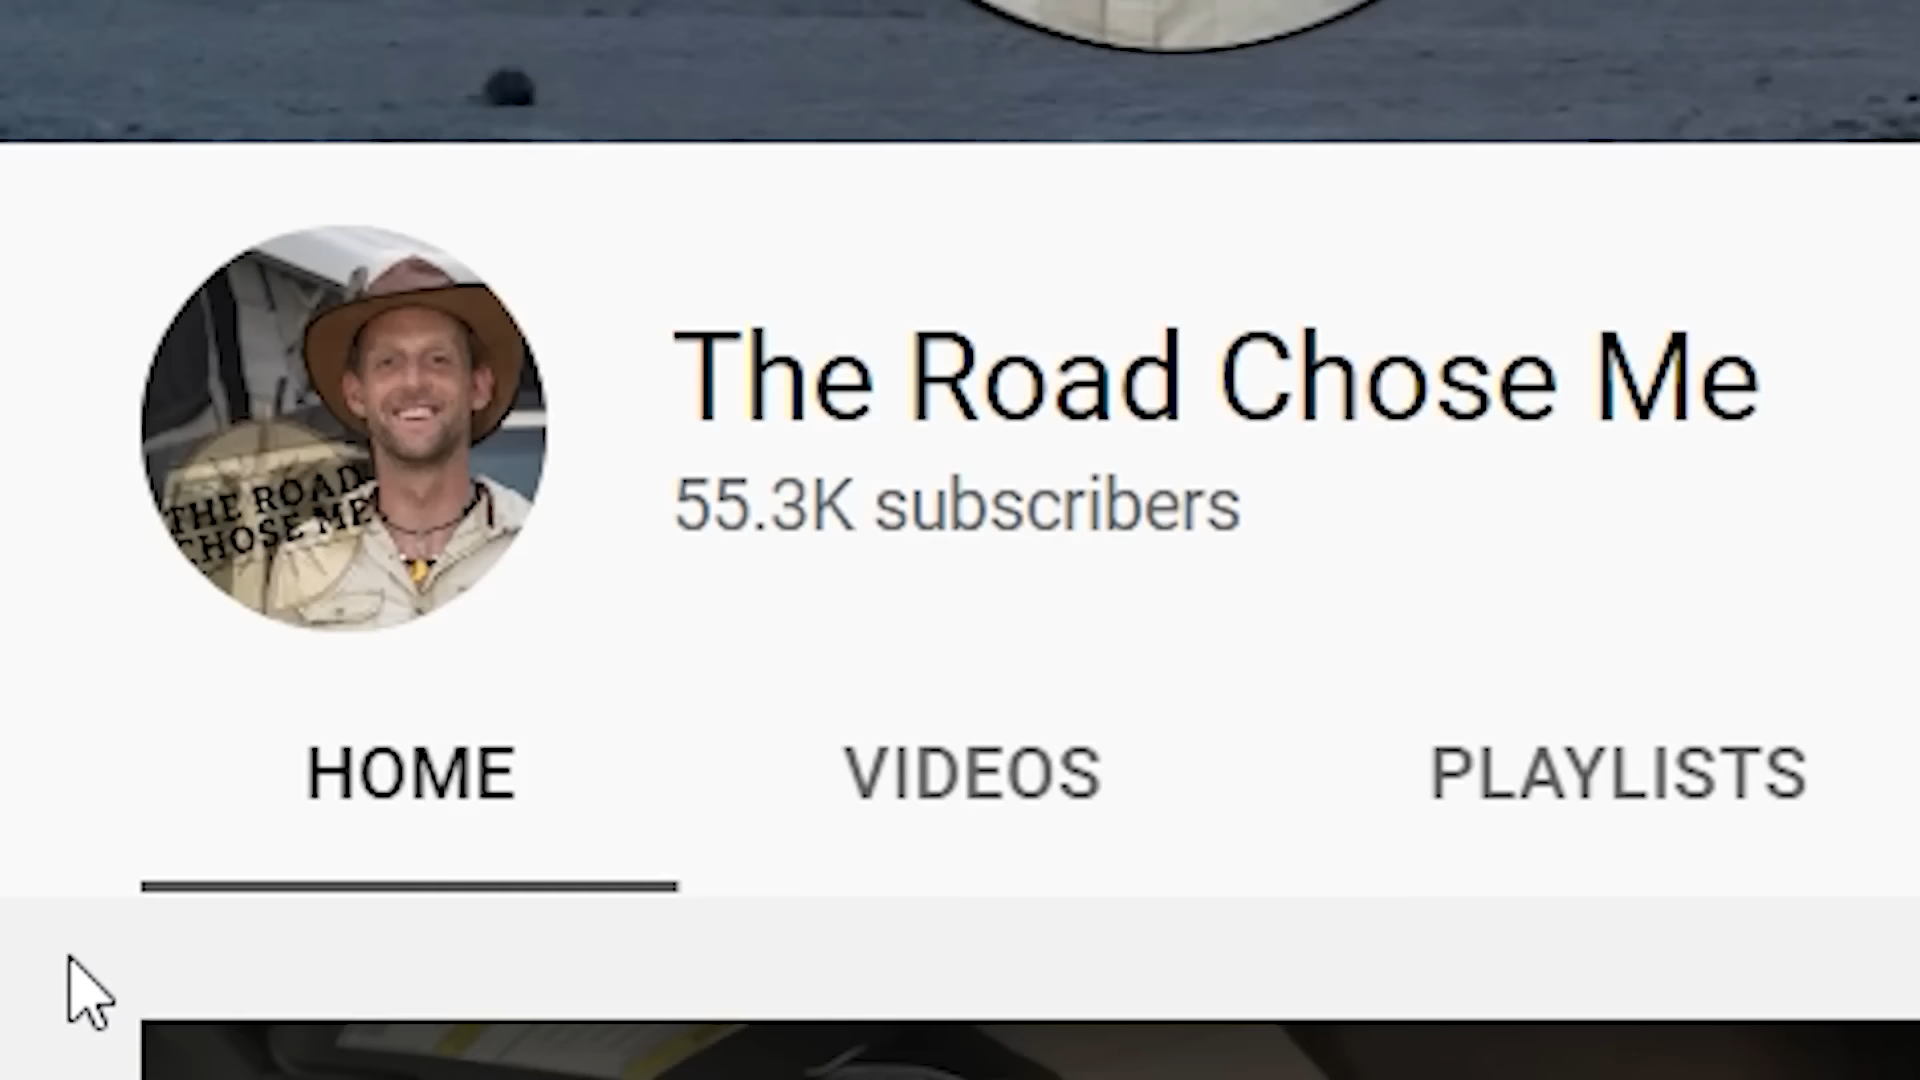 The Road Chose Me
55.3K subscribers
THE ROAD
CHOSE ME
HOME VIDEOS PLAYLISTS